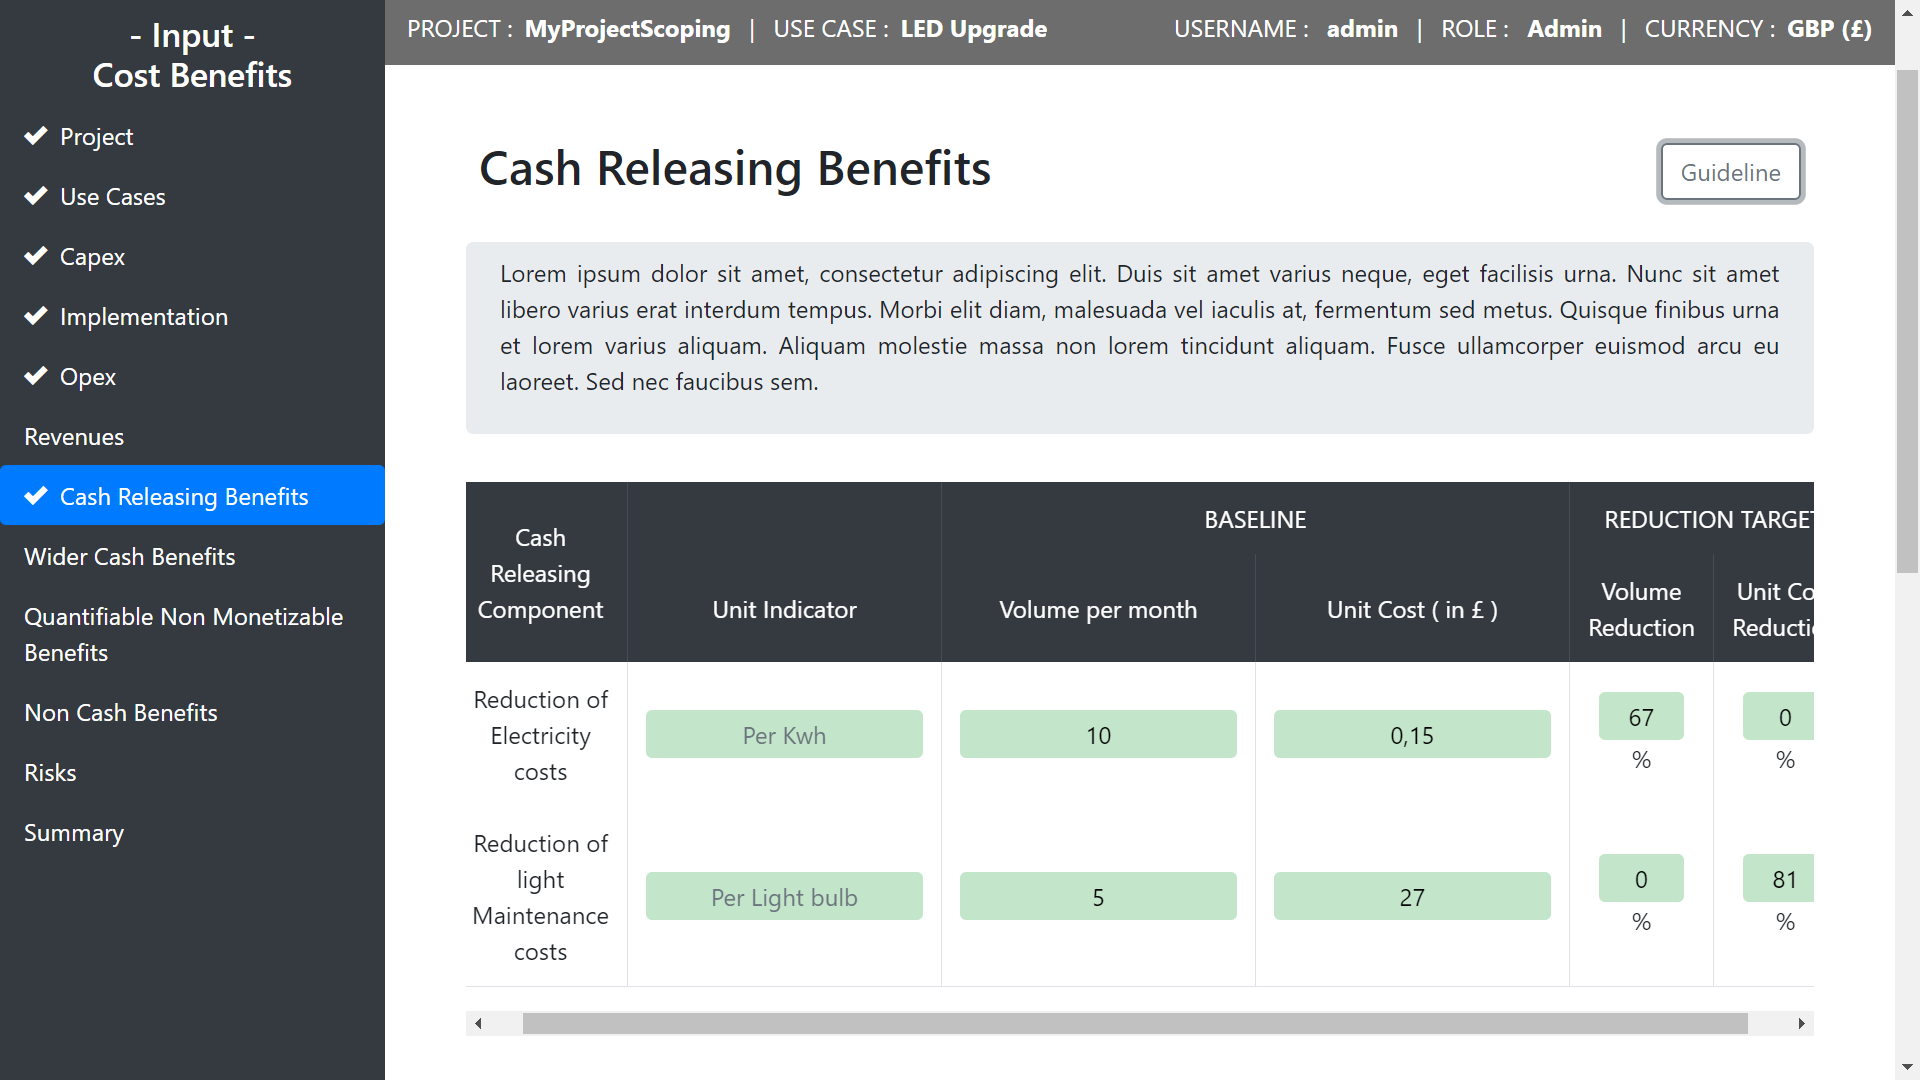 - Input -
Cost Benefits
Project
Use Cases
Capex
Implementation
Opex
Revenues
Cash Releasing Benefits
Wider Cash Benefits
Quantifiable Non Monetizable
Benefits
Non Cash Benefits
Risks
Summary
PROJECT : MyProjectScoping | USE CASE : LED Upgrade
USERNAME : admin | ROLE : Admin | CURRENCY : GBP (£)
Cash Releasing Benefits
Guideline
Lorem ipsum dolor sit amet, consectetur adipiscing elit. Duis sit amet varius neque, eget facilisis urna. Nunc sit amet
libero varius erat interdum tempus. Morbi elit diam, malesuada vel iaculis at, fermentum sed metus. Quisque finibus urna
et lorem varius aliquam. Aliquam molestie massa non lorem tincidunt aliquam. Fusce ullamcorper euismod arcu eu
laoreet. Sed nec faucibus sem.
Cash
Releasing
Component
Unit Indicator
BASELINE
Volume per month
Unit Cost ( in £ )
REDUCTION TARGET
Volume
Reduction
Unit Co
Reducti
Reduction of
Electricity
costs
Per Kwh
10
0,15
67
%
0
%
Reduction of
light
Maintenance
costs
Per Light bulb
5
27
0
%
81
%